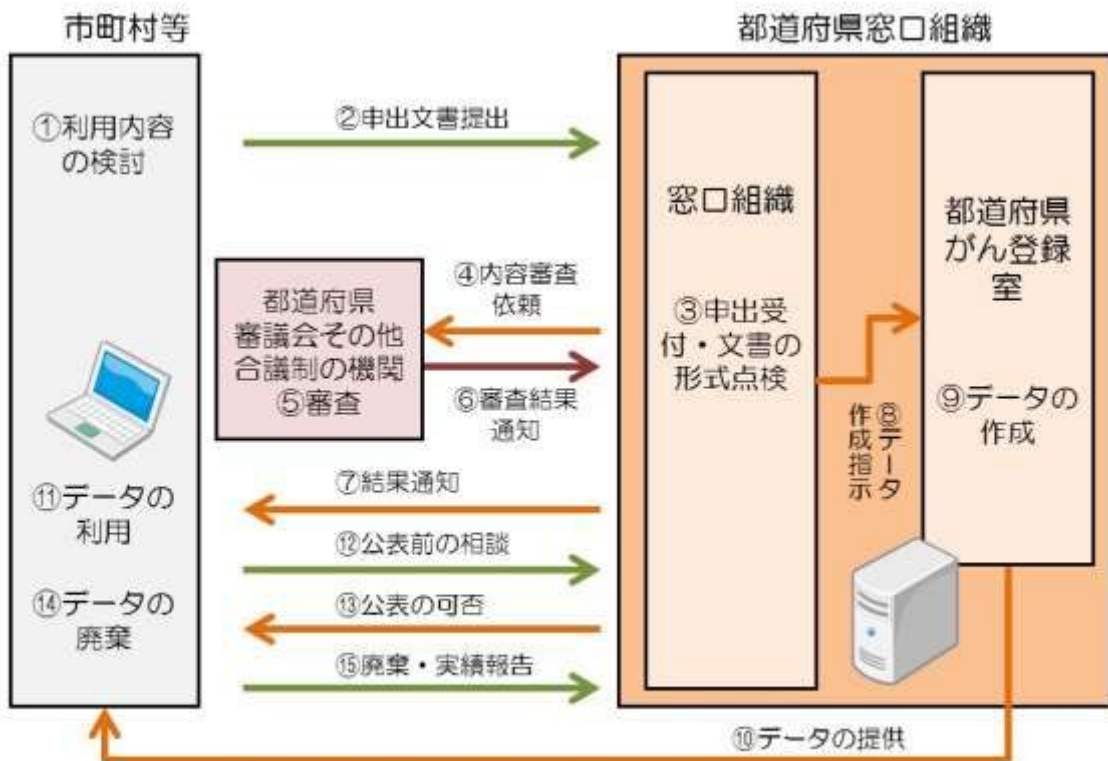 市町村等
都道府県窓口組織
①利用内容
の検討
②申出文書提出
窓口組織
③申出受
付・文書の
形式点検
都道府県
がん登録
室
④内容審査
依頼
都道府県
審議会その他
合議制の機関
⑤審査
⑥審査結果
通知
⑦結果通知
⑧データ
作成指示
⑨データの
作成
⑩データの提供
⑪データの
利用
⑫公表前の相談
⑬公表の可否
⑭データの
廃棄
⑮廃棄・実績報告